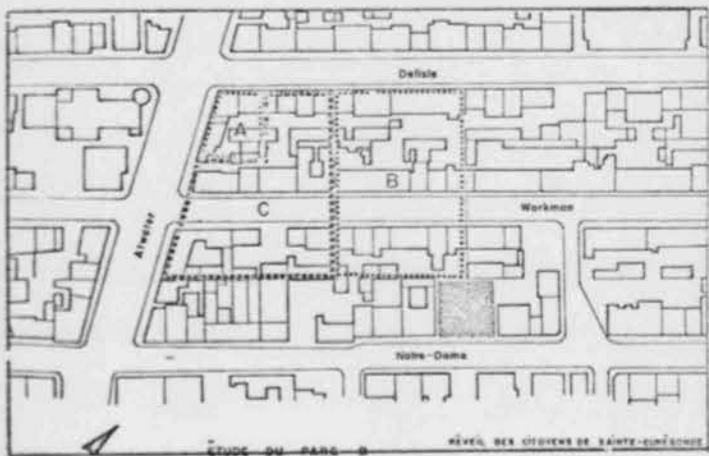 Delisle
A
B
Workman
C
Atwater
Notre-Dame
ÉTUDE DU PARC B
RÉVEIL DES CITOYENS DE SAINTE-CUNÉGONDE